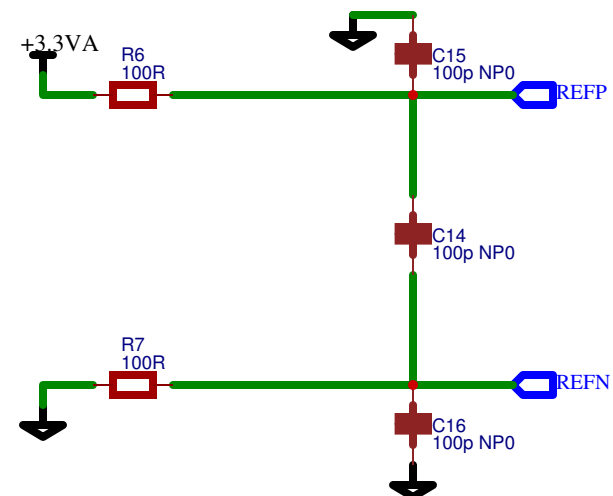 +3.3VA
R6
100R
C15
100p NP0
REFP
C14
100p NP0
R7
100R
REFN
C16
100p NP0